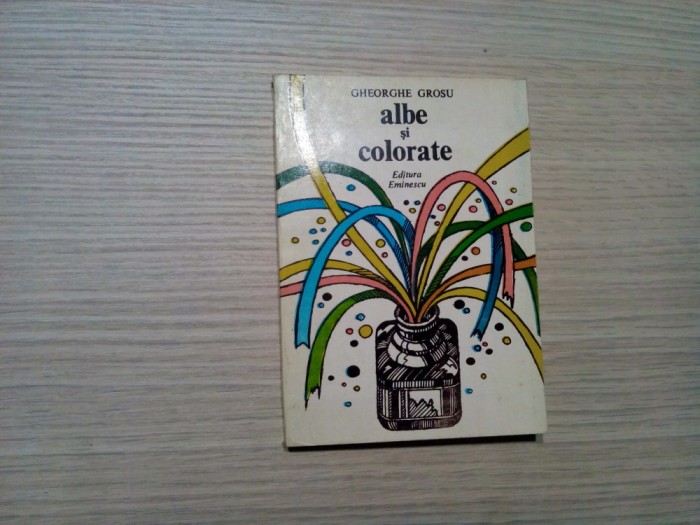 GHEORGHE GROSU
albe
și
colorate
Editura
Eminescu